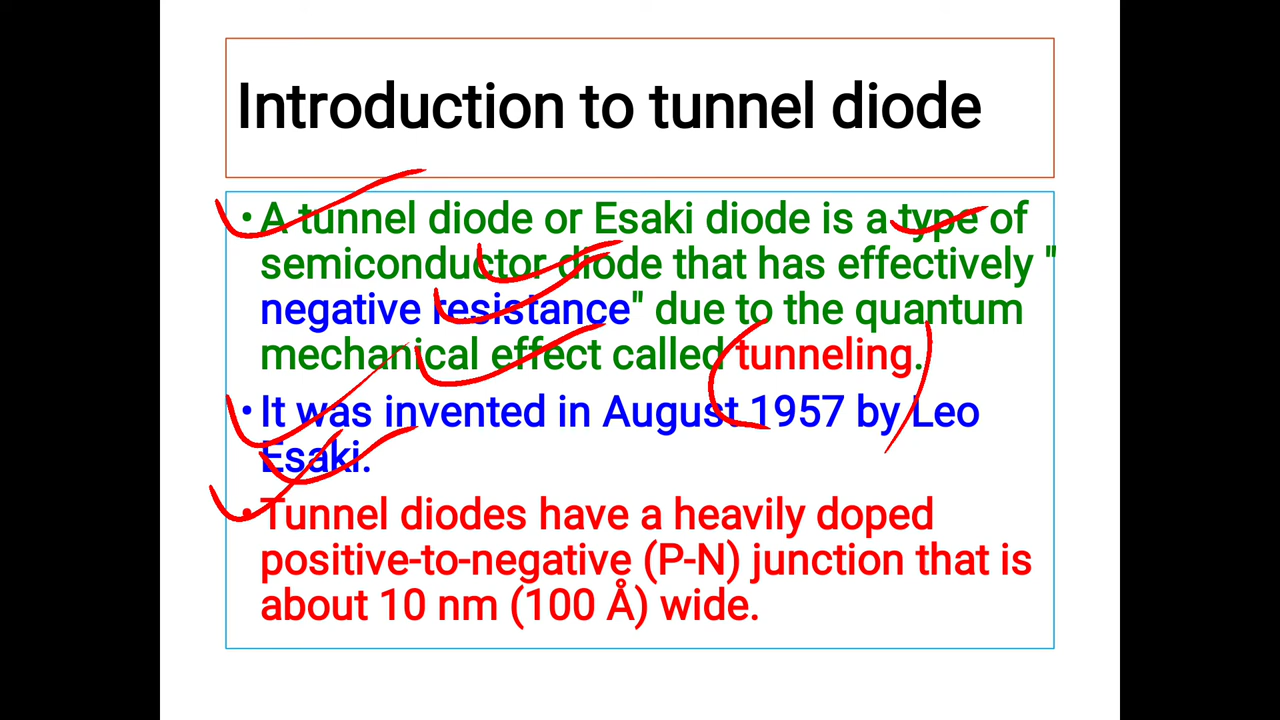 Introduction to tunnel diode
• A tunnel diode or Esaki diode is a type of
semiconductor diode that has effectively "
negative resistance" due to the quantum
mechanical effect called tunneling.
• It was invented in August 1957 by Leo
Esaki.
• Tunnel diodes have a heavily doped
positive-to-negative (P-N) junction that is
about 10 nm (100 Å) wide.